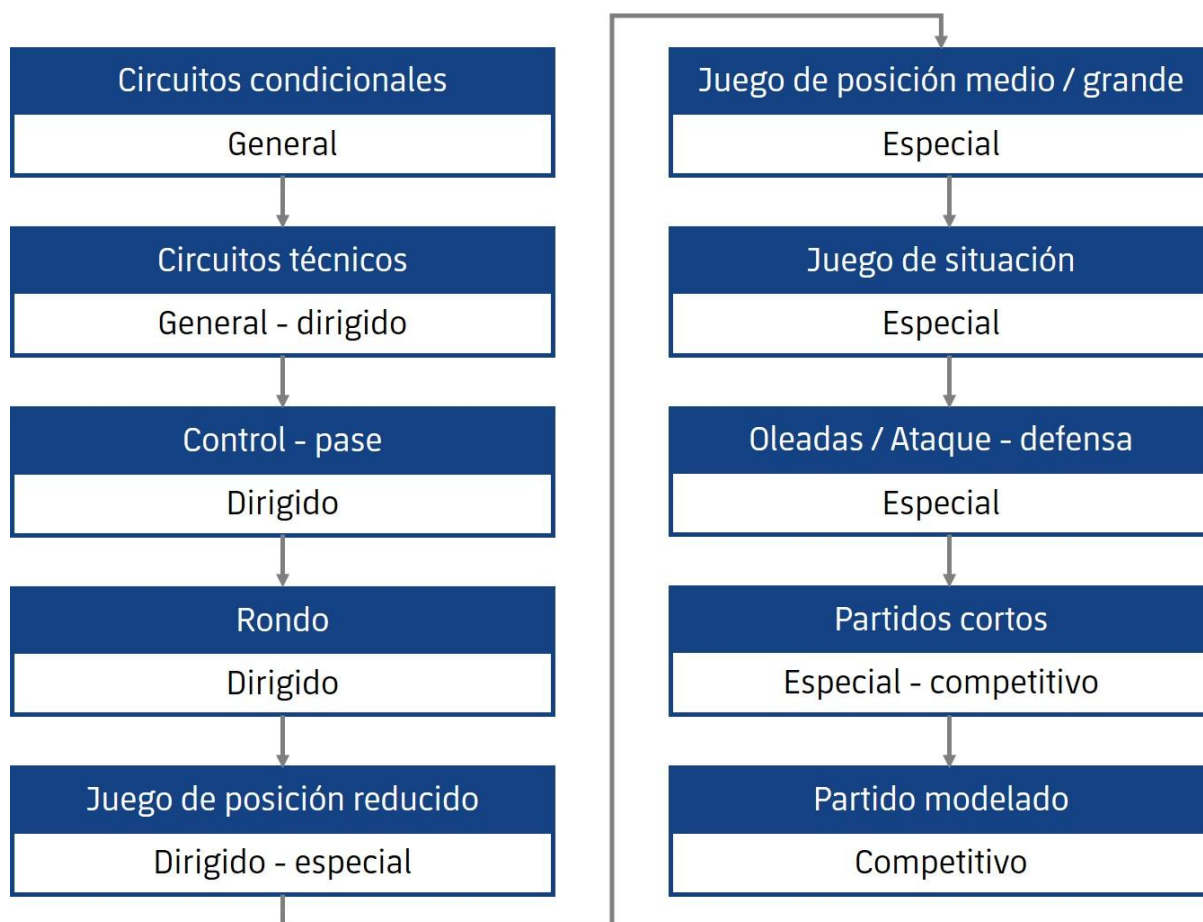 Circuitos condicionales
General
Circuitos técnicos
General - dirigido
Control - pase
Dirigido
Rondo
Dirigido
Juego de posición reducido
Dirigido - especial
Juego de posición medio / grande
Especial
Juego de situación
Especial
Oleadas / Ataque - defensa
Especial
Partidos cortos
Especial - competitivo
Partido modelado
Competitivo